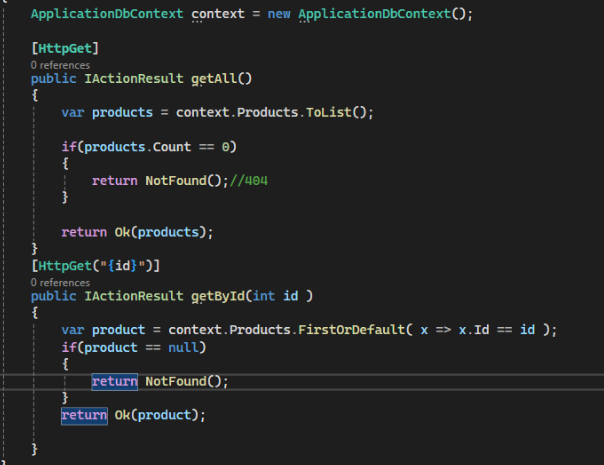 {
ApplicationDbContext context = new ApplicationDbContext();
[HttpGet]
0 references
public IActionResult getAll()
{
var products = context.Products.ToList();
if(products.Count == 0)
{
return NotFound();//404
}
return Ok(products);
}
[HttpGet("{id}")]
0 references
public IActionResult getById(int id )
{
var product = context.Products.FirstOrDefault( x => x.Id == id );
if(product == null)
{
return NotFound();
}
return Ok(product);
}
}